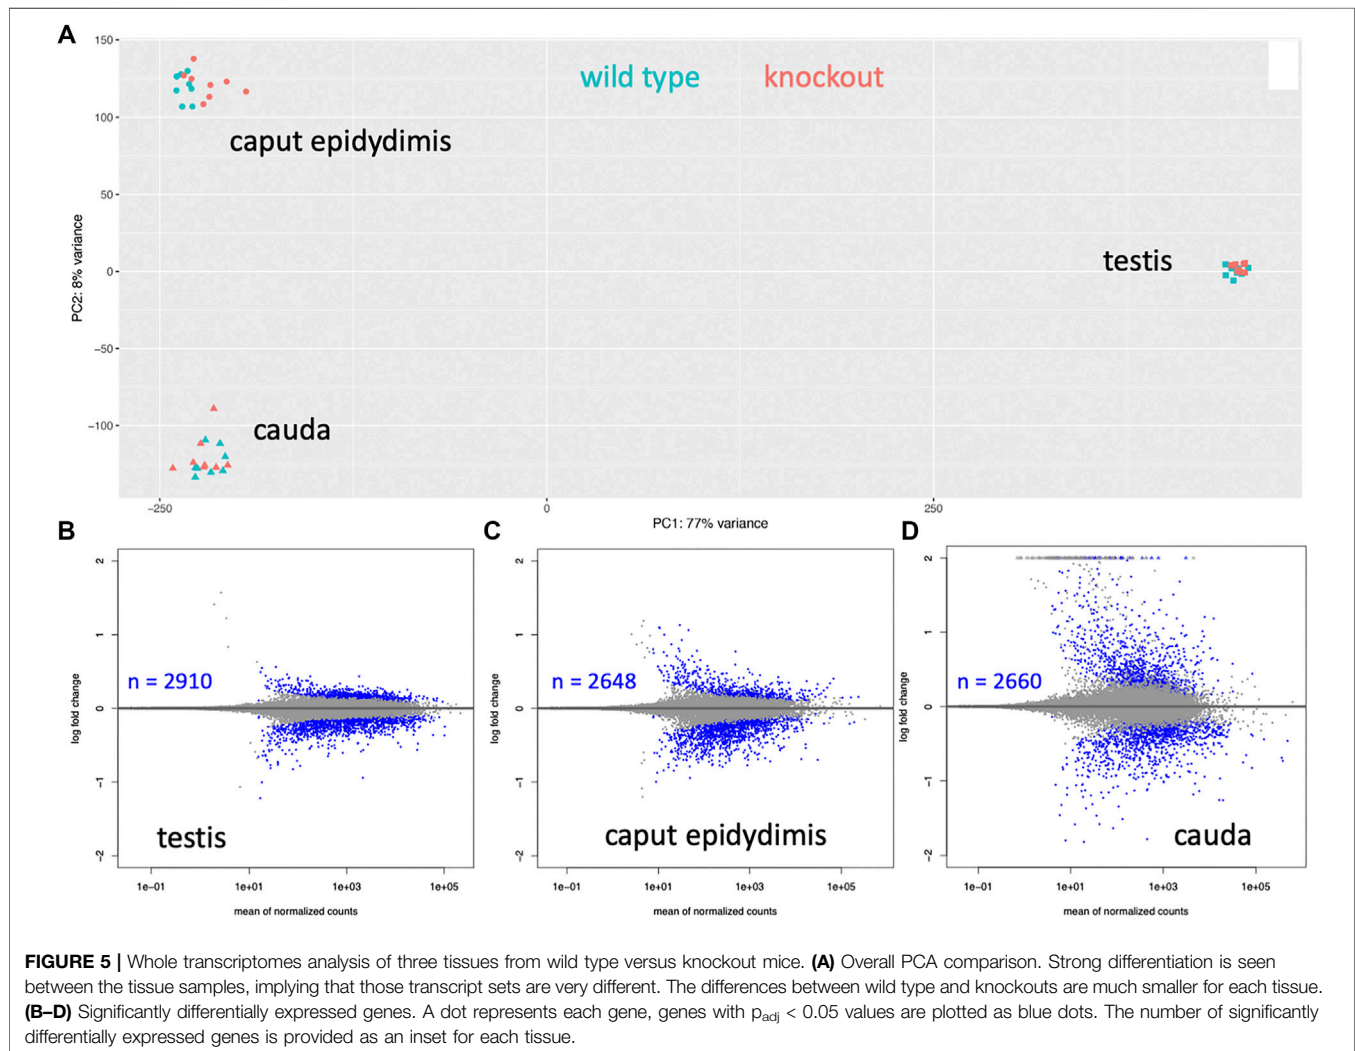 A
150
100
50
0
−50
−100
PC2: 8% variance
wild type knockout
caput epidydimis
testis
cauda
−250 0 250
PC1: 77% variance
B
2
1
0
−1
−2
log fold change
n = 2910
testis
1e−01 1e+01 1e+03 1e+05
mean of normalized counts
C
2
1
0
−1
−2
log fold change
n = 2648
caput epidydimis
1e−01 1e+01 1e+03 1e+05
mean of normalized counts
D
2
1
0
−1
−2
log fold change
n = 2660
cauda
1e−01 1e+01 1e+03 1e+05
mean of normalized counts
FIGURE 5 | Whole transcriptomes analysis of three tissues from wild type versus knockout mice. (A) Overall PCA comparison. Strong differentiation is seen
between the tissue samples, implying that those transcript sets are very different. The differences between wild type and knockouts are much smaller for each tissue.
(B–D) Significantly differentially expressed genes. A dot represents each gene, genes with padj < 0.05 values are plotted as blue dots. The number of significantly
differentially expressed genes is provided as an inset for each tissue.